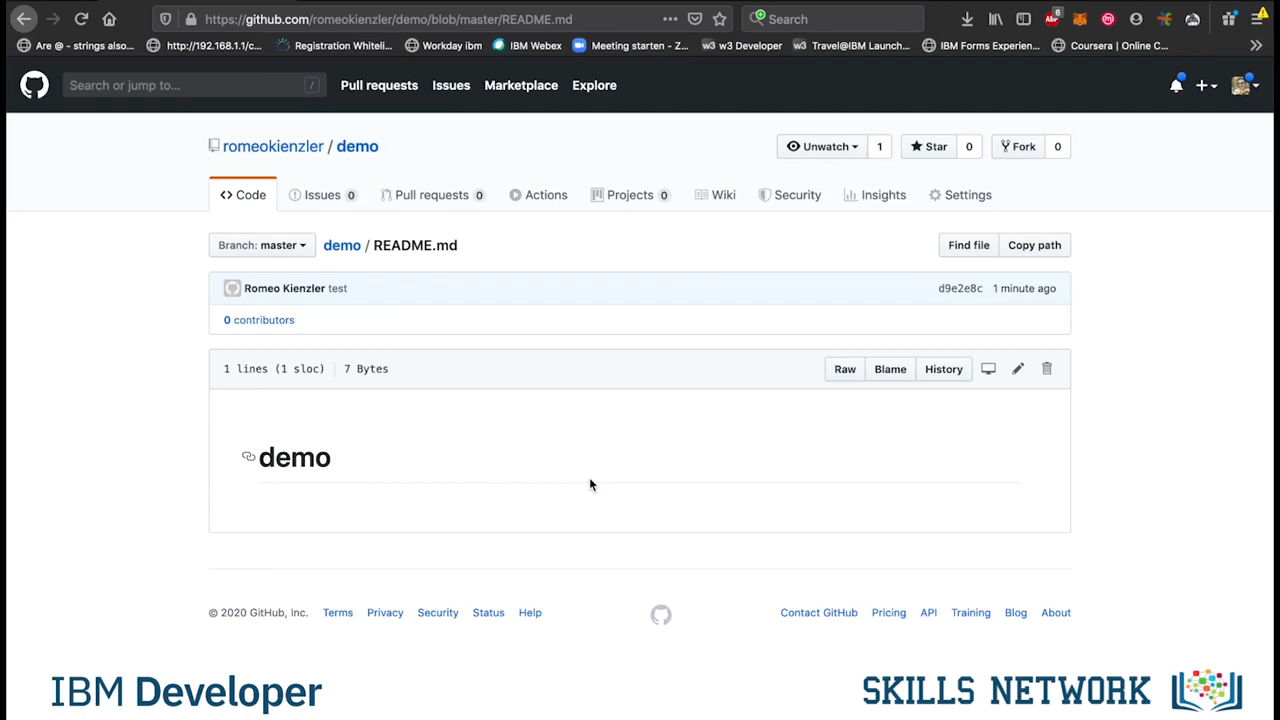 https://github.com/romeokienzler/demo/blob/master/README.md
Search
6
Are @ - strings also...
http://192.168.1.1/c...
Registration Whiteli...
Workday ibm
IBM Webex
Meeting starten - Z...
w3 w3 Developer
w3 Travel@IBM Launch...
IBM Forms Experien...
Coursera | Online C...
Search or jump to...
/
Pull requests
Issues
Marketplace
Explore
romeokienzler / demo
Unwatch 1
Star 0
Fork 0
<> Code
Issues 0
Pull requests 0
Actions
Projects 0
Wiki
Security
Insights
Settings
Branch: master
demo / README.md
Find file
Copy path
Romeo Kienzler test
d9e2e8c 1 minute ago
0 contributors
1 lines (1 sloc) 7 Bytes
Raw
Blame
History
demo
© 2020 GitHub, Inc.
Terms
Privacy
Security
Status
Help
Contact GitHub
Pricing
API
Training
Blog
About
IBM Developer
SKILLS NETWORK